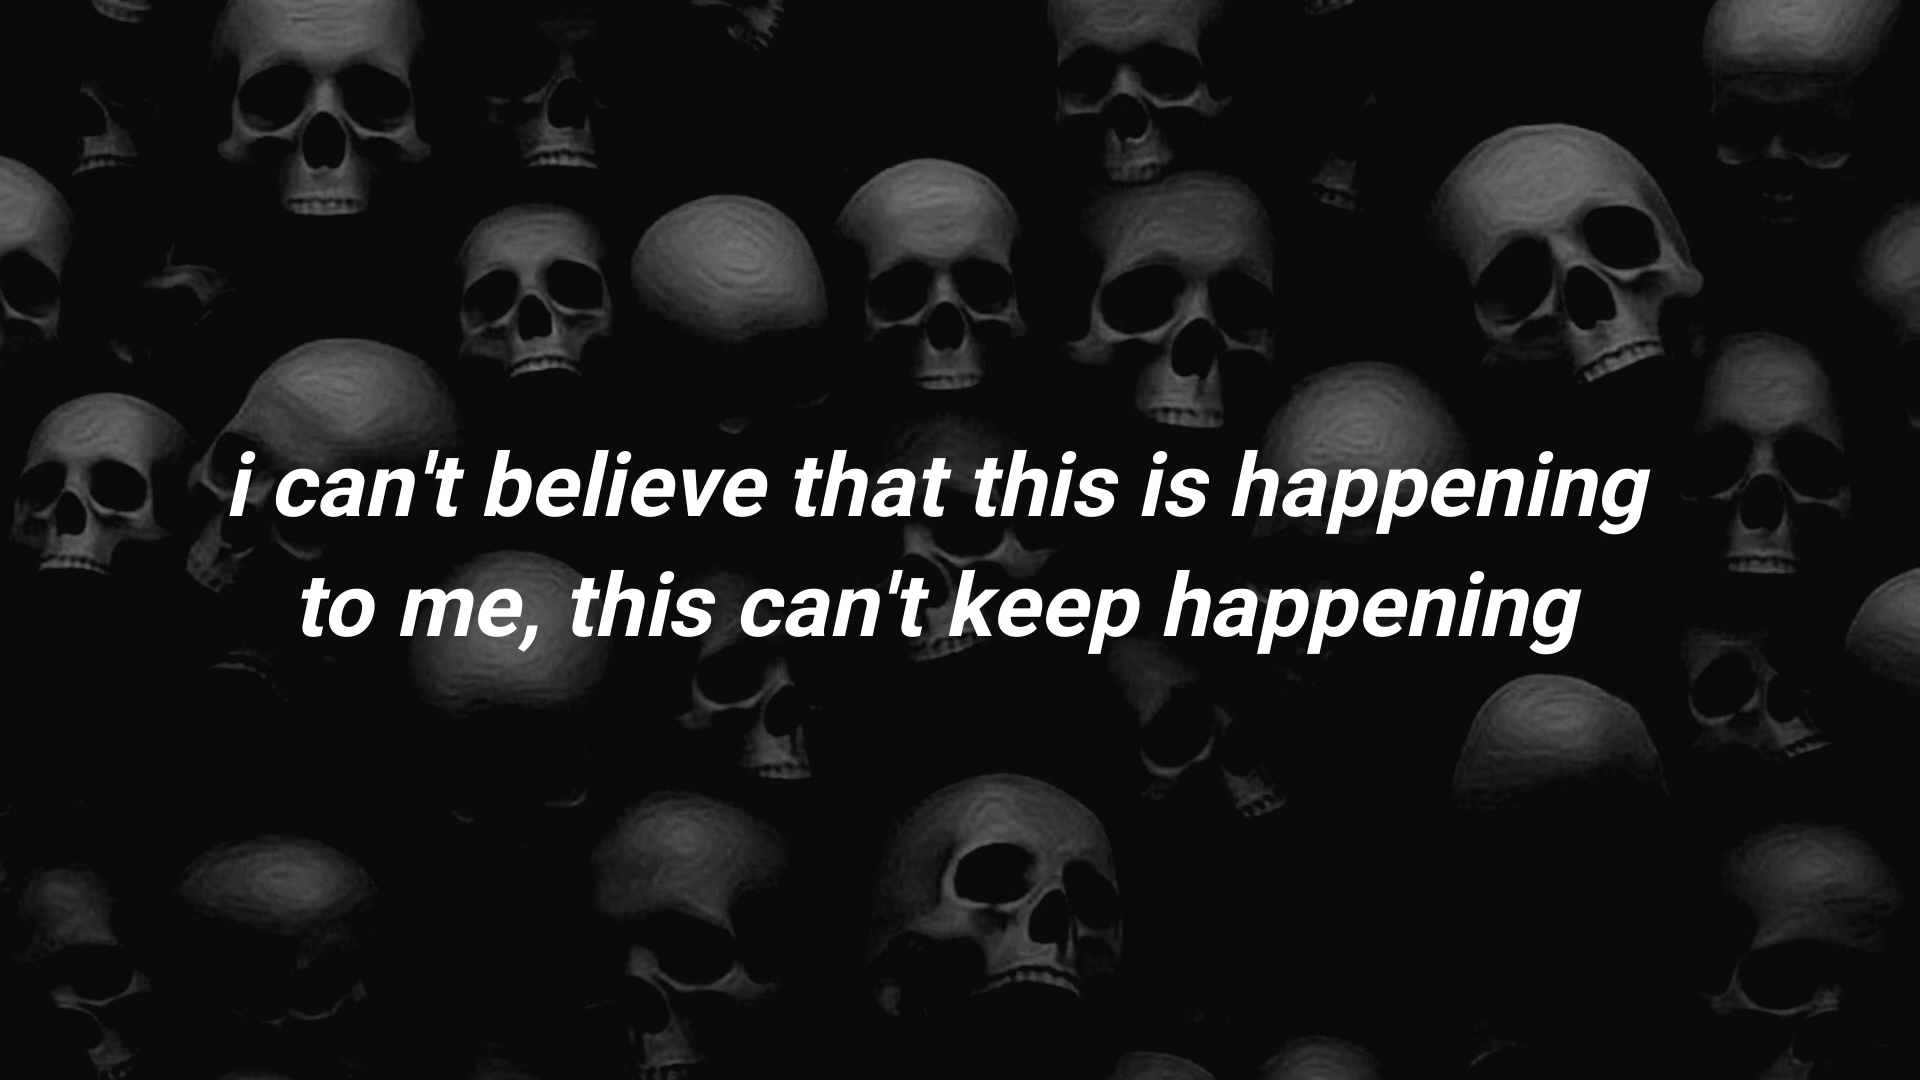 i can't believe that this is happening
to me, this can't keep happening